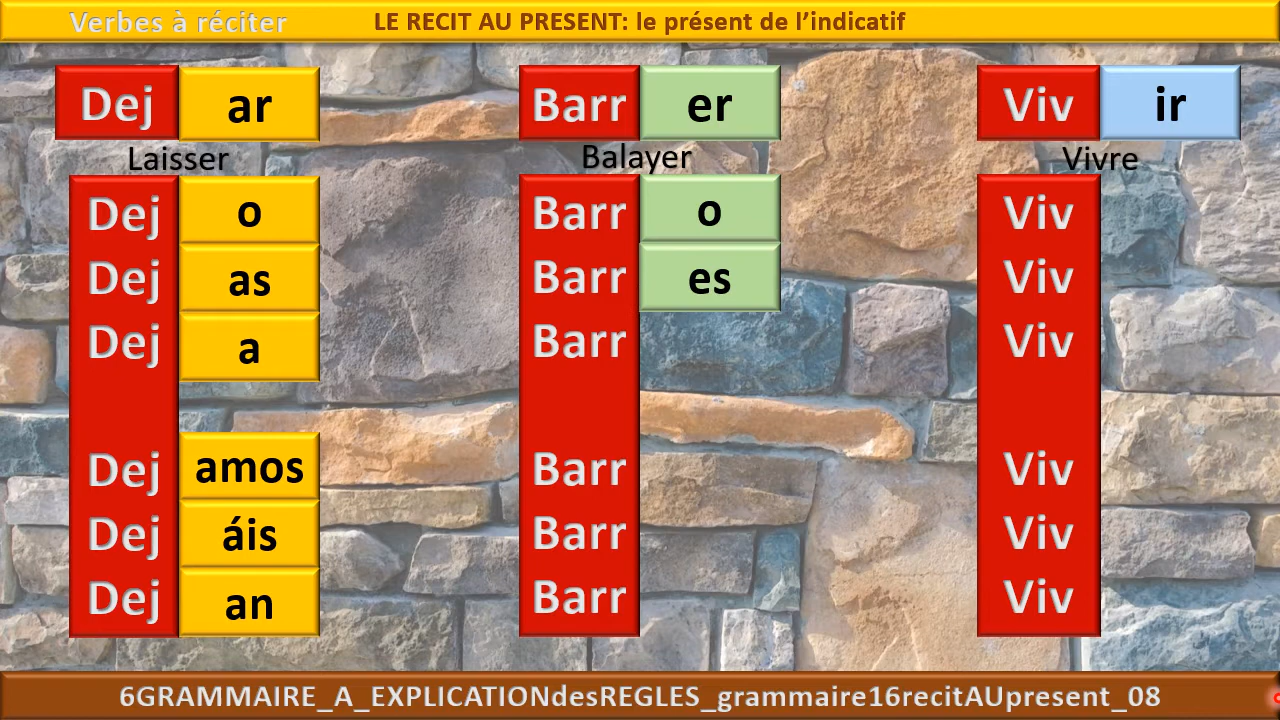 Verbes à réciter LE RECIT AU PRESENT: le présent de l’indicatif
Dej ar Barr er Viv ir
Laisser Balayer Vivre
Dej o Barr o Viv
Dej as Barr es Viv
Dej a Barr Viv
Dej amos Barr Viv
Dej áis Barr Viv
Dej an Barr Viv
6GRAMMAIRE_A_EXPLICATIONdesREGLES_grammaire16recitAUpresent_08